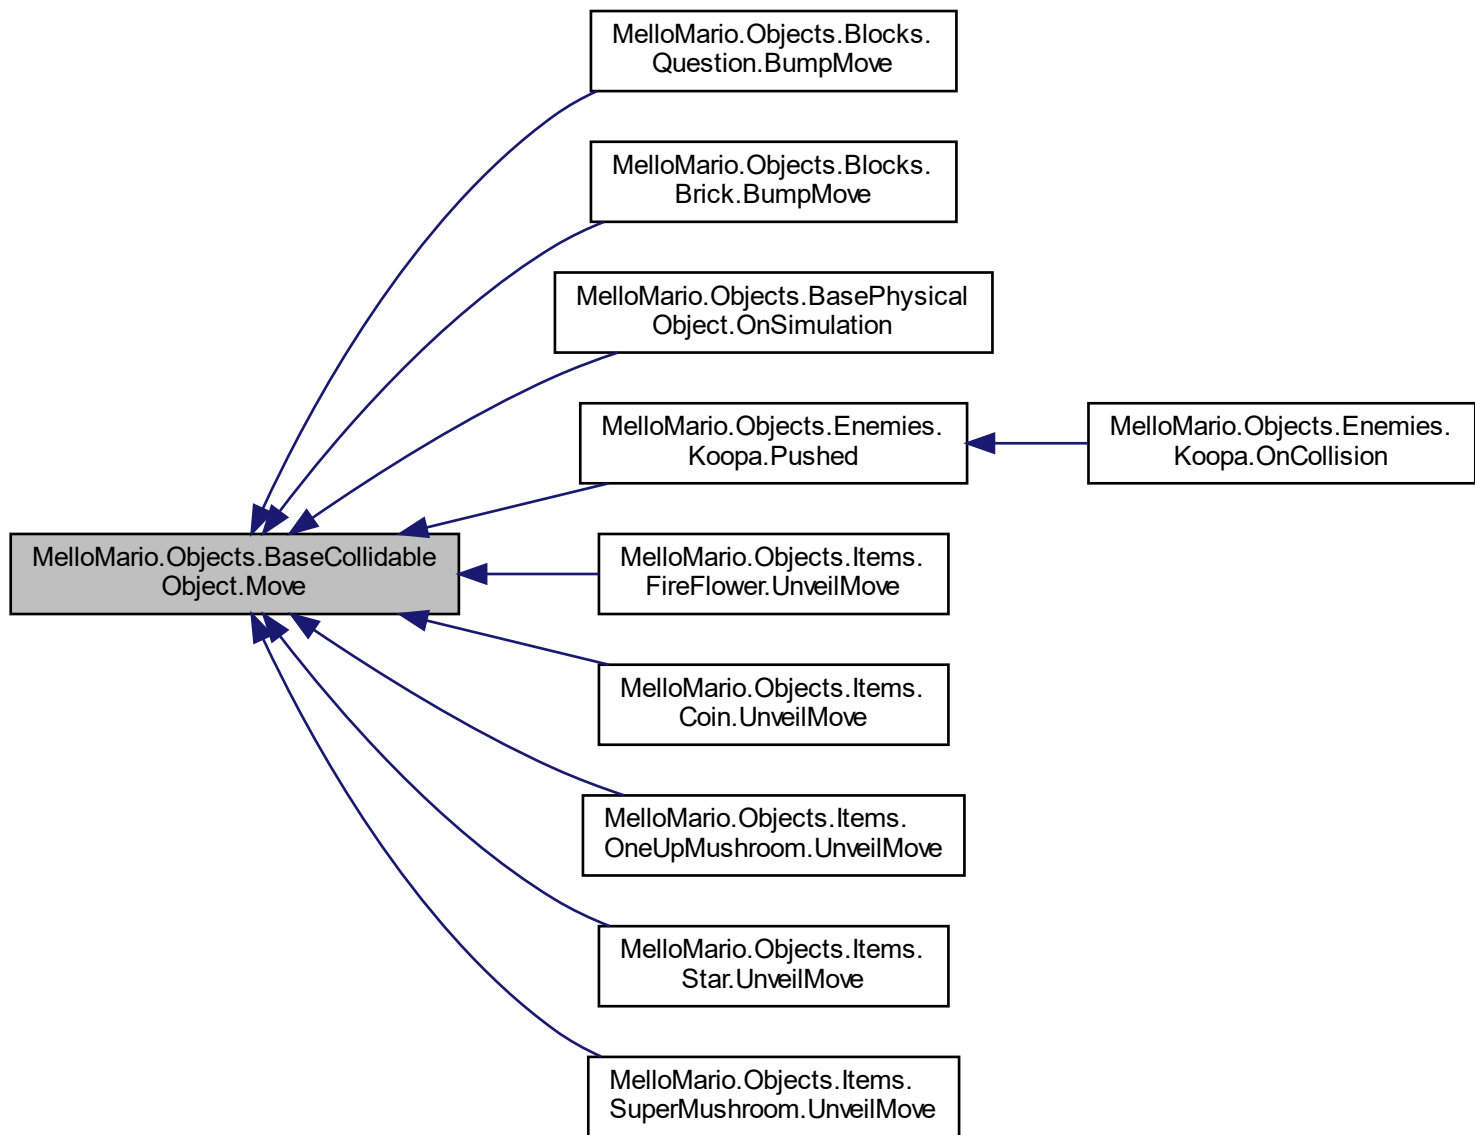 MelloMario.Objects.Blocks.
Question.BumpMove
MelloMario.Objects.Blocks.
Brick.BumpMove
MelloMario.Objects.BasePhysical
Object.OnSimulation
MelloMario.Objects.Enemies.
Koopa.Pushed
MelloMario.Objects.Enemies.
Koopa.OnCollision
MelloMario.Objects.BaseCollidable
Object.Move
MelloMario.Objects.Items.
FireFlower.UnveilMove
MelloMario.Objects.Items.
Coin.UnveilMove
MelloMario.Objects.Items.
OneUpMushroom.UnveilMove
MelloMario.Objects.Items.
Star.UnveilMove
MelloMario.Objects.Items.
SuperMushroom.UnveilMove